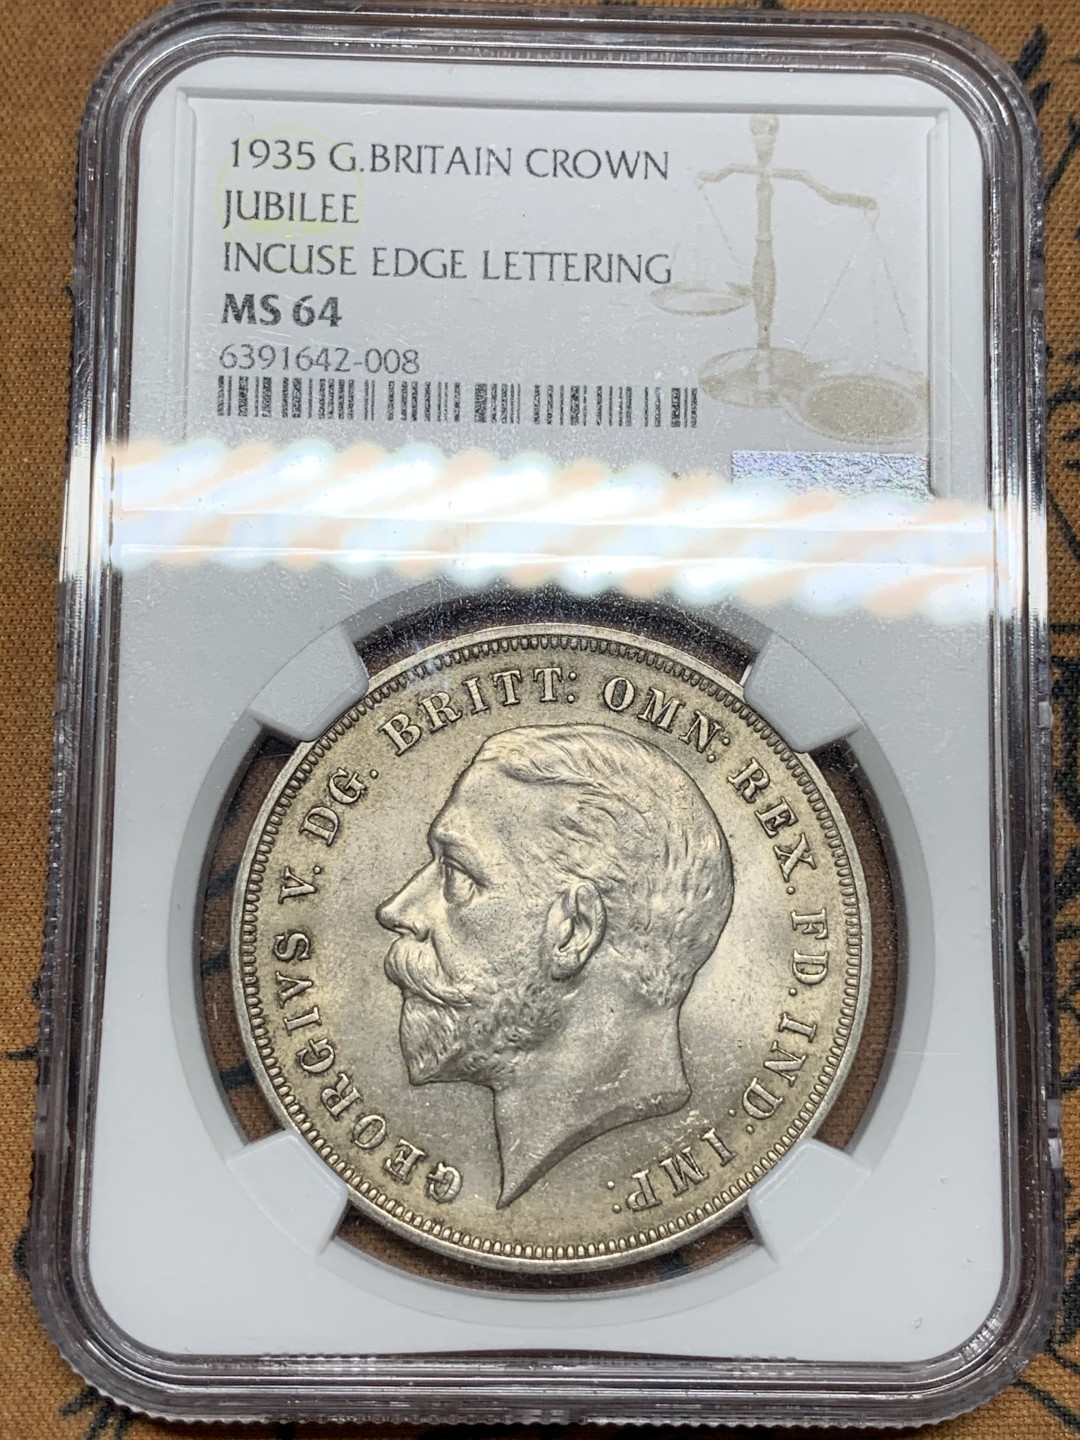 1935 G.BRITAIN CROWN
JUBILEE
INCUSE EDGE LETTERING
MS 64
6391642-008
GEORGIVS V. DG. BRITT: OMN: REX. FD. IND: IMP: